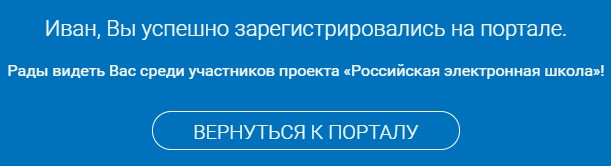 Иван, Вы успешно зарегистрировались на портале.
Рады видеть Вас среди участников проекта «Российская электронная школа»!
ВЕРНУТЬСЯ К ПОРТАЛУ